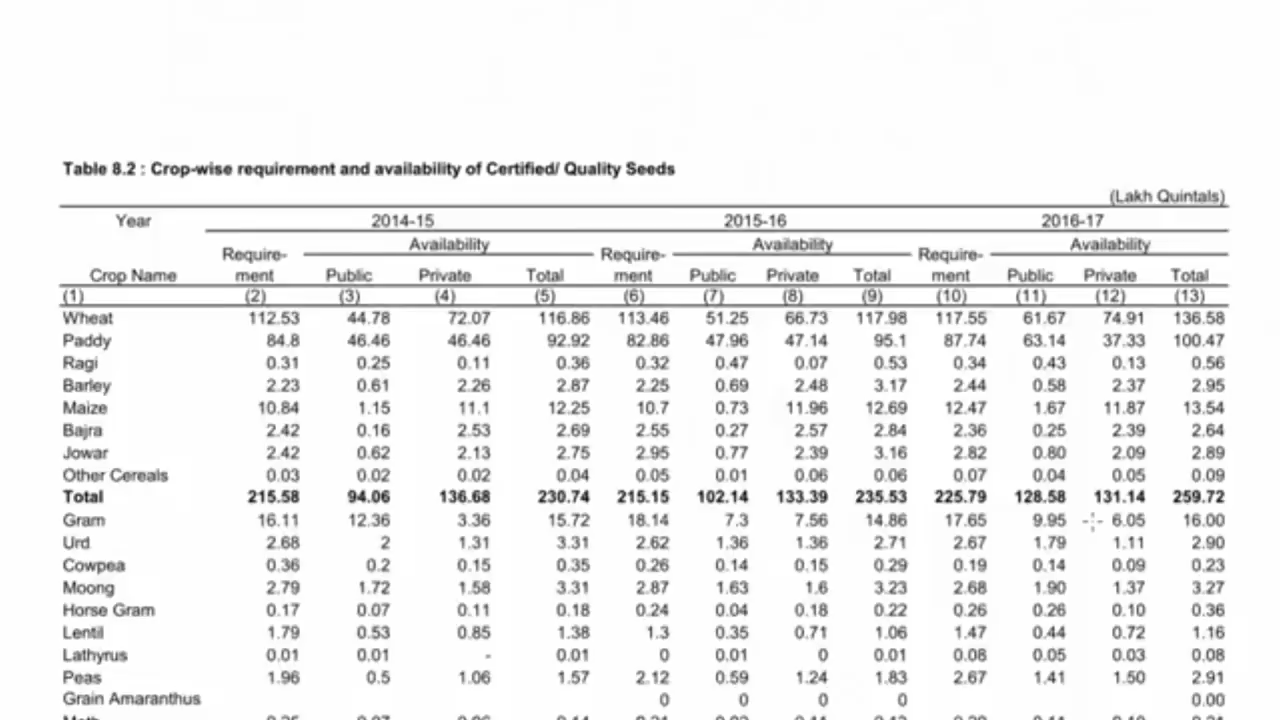 Table 8.2 : Crop-wise requirement and availability of Certified/ Quality Seeds
(Lakh Quintals)
Year 2014-15 2015-16 2016-17
Require- Availability Require- Availability Require- Availability
Crop Name ment Public Private Total ment Public Private Total ment Public Private Total
(1) (2) (3) (4) (5) (6) (7) (8) (9) (10) (11) (12) (13)
Wheat 112.53 44.78 72.07 116.86 113.46 51.25 66.73 117.98 117.55 61.67 74.91 136.58
Paddy 84.8 46.46 46.46 92.92 82.86 47.96 47.14 95.1 87.74 63.14 37.33 100.47
Ragi 0.31 0.25 0.11 0.36 0.32 0.47 0.07 0.53 0.34 0.43 0.13 0.56
Barley 2.23 0.61 2.26 2.87 2.25 0.69 2.48 3.17 2.44 0.58 2.37 2.95
Maize 10.84 1.15 11.1 12.25 10.7 0.73 11.96 12.69 12.47 1.67 11.87 13.54
Bajra 2.42 0.16 2.53 2.69 2.55 0.27 2.57 2.84 2.36 0.25 2.39 2.64
Jowar 2.42 0.62 2.13 2.75 2.95 0.77 2.39 3.16 2.82 0.80 2.09 2.89
Other Cereals 0.03 0.02 0.02 0.04 0.05 0.01 0.06 0.06 0.07 0.04 0.05 0.09
Total 215.58 94.06 136.68 230.74 215.15 102.14 133.39 235.53 225.79 128.58 131.14 259.72
Gram 16.11 12.36 3.36 15.72 18.14 7.3 7.56 14.86 17.65 9.95 6.05 16.00
Urd 2.68 2 1.31 3.31 2.62 1.36 1.36 2.71 2.67 1.79 1.11 2.90
Cowpea 0.36 0.2 0.15 0.35 0.26 0.14 0.15 0.29 0.19 0.14 0.09 0.23
Moong 2.79 1.72 1.58 3.31 2.87 1.63 1.6 3.23 2.68 1.90 1.37 3.27
Horse Gram 0.17 0.07 0.11 0.18 0.24 0.04 0.18 0.22 0.26 0.26 0.10 0.36
Lentil 1.79 0.53 0.85 1.38 1.3 0.35 0.71 1.06 1.47 0.44 0.72 1.16
Lathyrus 0.01 0.01 - 0.01 0 0.01 0 0.01 0.08 0.05 0.03 0.08
Peas 1.96 0.5 1.06 1.57 2.12 0.59 1.24 1.83 2.67 1.41 1.50 2.91
Grain Amaranthus 0 0 0 0 0.00